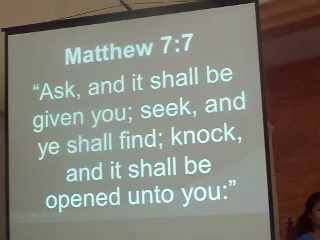 Matthew 7:7
“Ask, and it shall be
given you; seek, and
ye shall find; knock,
and it shall be
opened unto you:”